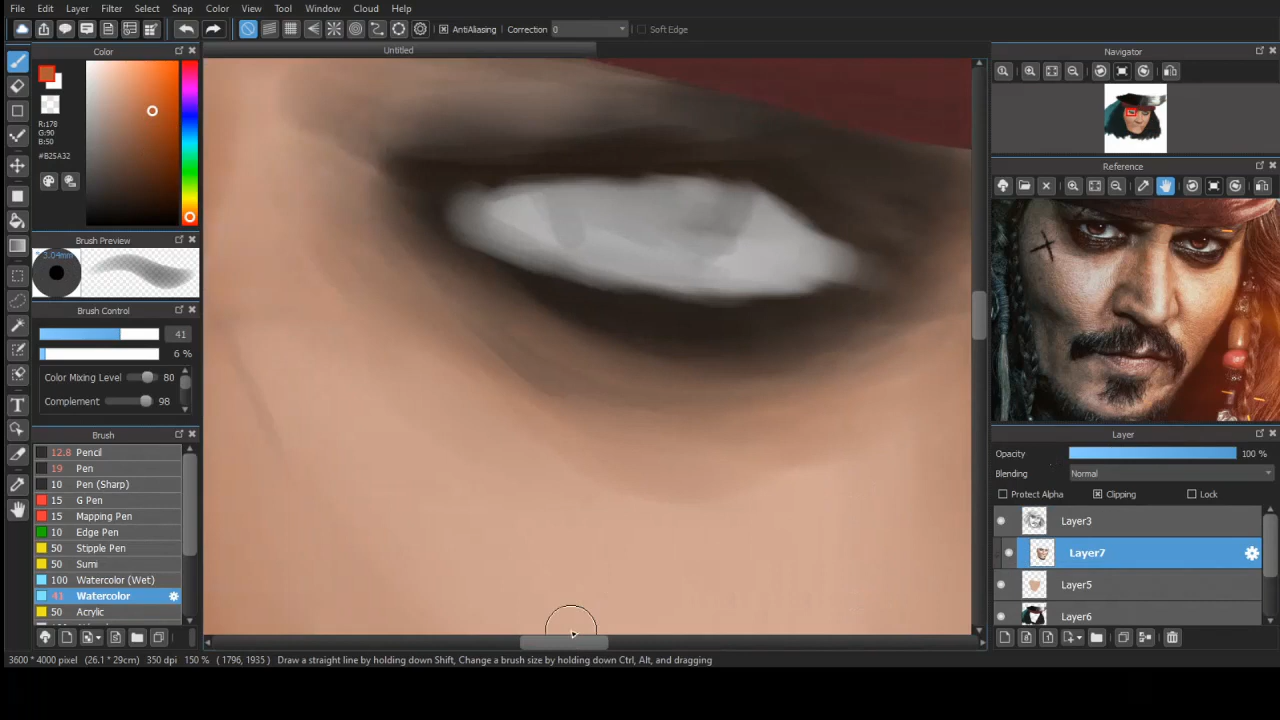 File Edit Layer Filter Select Snap Color View Tool Window Cloud Help
AntiAliasing Correction 0 Soft Edge
Color
Untitled
Navigator
R:178
G:90
B:50
#B25A32
Reference
Brush Preview
3.04mm
Brush Control
41
6 %
Color Mixing Level 80
Complement 98
Brush
12.8 Pencil
19 Pen
10 Pen (Sharp)
15 G Pen
15 Mapping Pen
10 Edge Pen
50 Stipple Pen
50 Sumi
100 Watercolor (Wet)
41 Watercolor
50 Acrylic
Layer
Opacity 100 %
Blending Normal
Protect Alpha Clipping Lock
Layer3
Layer7
Layer5
Layer6
3600 * 4000 pixel (26.1 * 29cm) 350 dpi 150 % ( 1796, 1935 ) Draw a straight line by holding down Shift, Change a brush size by holding down Ctrl, Alt, and dragging